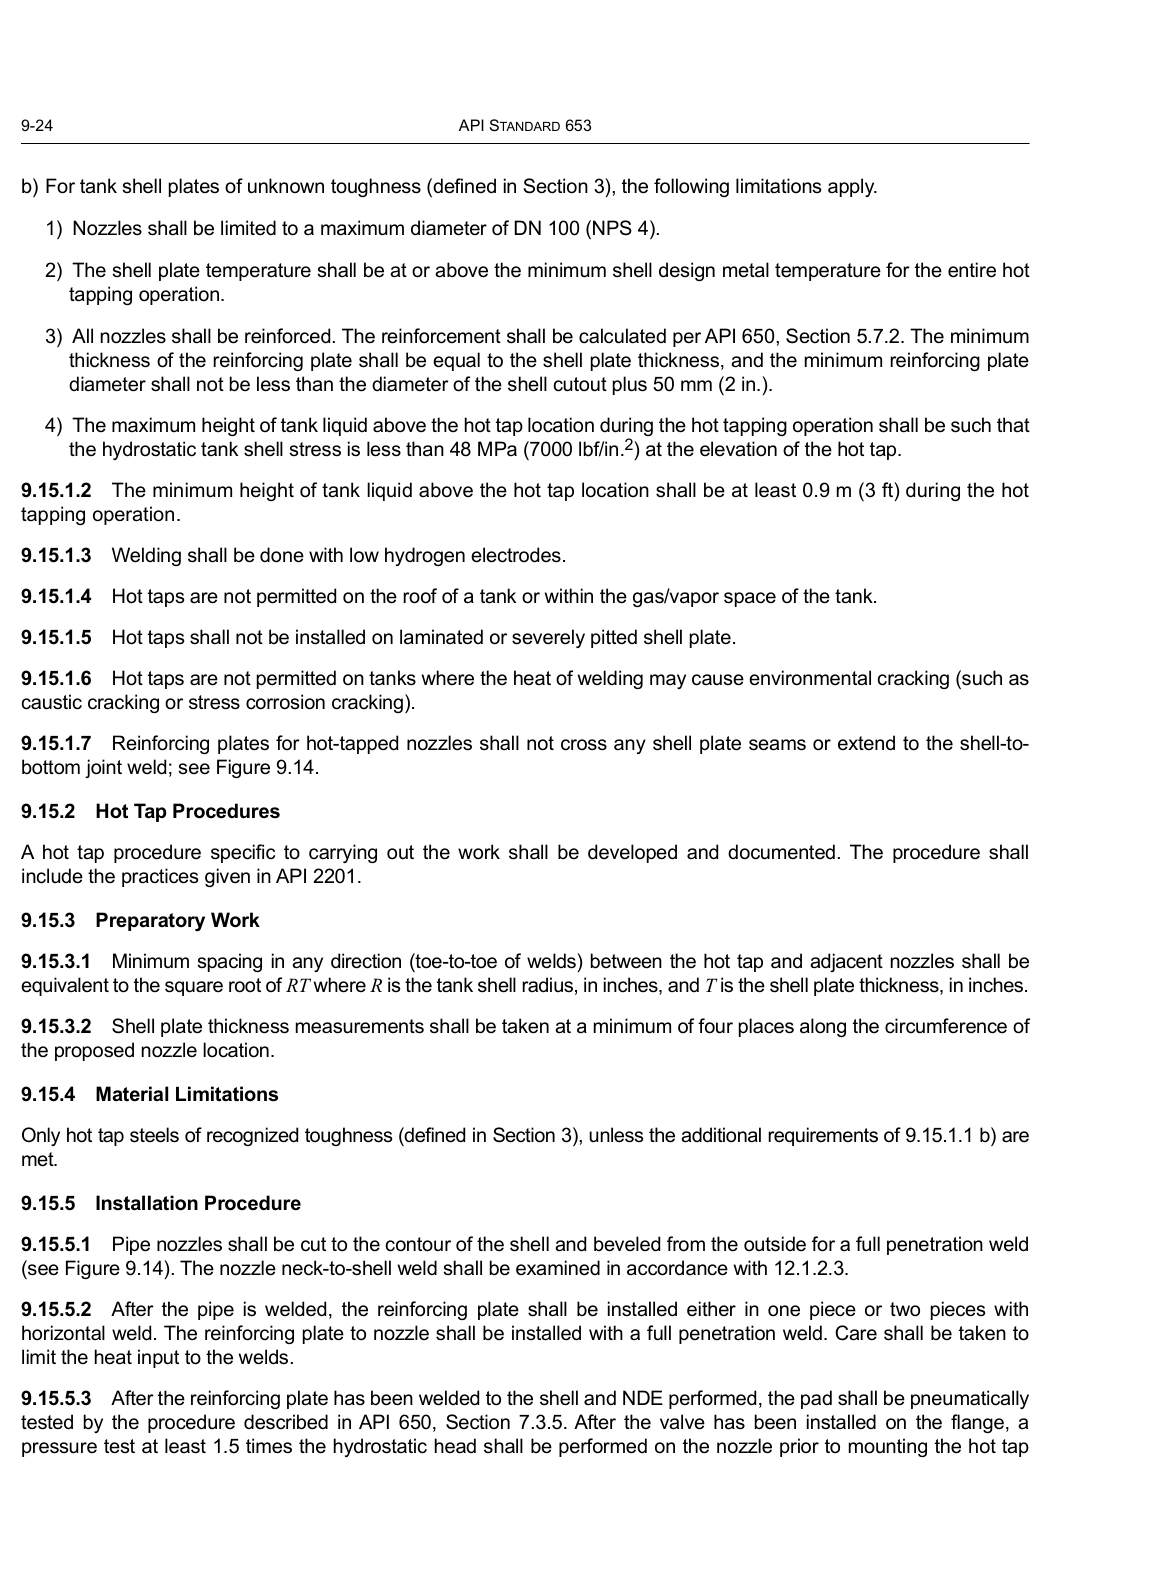 9-24 API STANDARD 653
b) For tank shell plates of unknown toughness (defined in Section 3), the following limitations apply.
1) Nozzles shall be limited to a maximum diameter of DN 100 (NPS 4).
2) The shell plate temperature shall be at or above the minimum shell design metal temperature for the entire hot
tapping operation.
3) All nozzles shall be reinforced. The reinforcement shall be calculated per API 650, Section 5.7.2. The minimum
thickness of the reinforcing plate shall be equal to the shell plate thickness, and the minimum reinforcing plate
diameter shall not be less than the diameter of the shell cutout plus 50 mm (2 in.).
4) The maximum height of tank liquid above the hot tap location during the hot tapping operation shall be such that
the hydrostatic tank shell stress is less than 48 MPa (7000 lbf/in.2) at the elevation of the hot tap.
9.15.1.2 The minimum height of tank liquid above the hot tap location shall be at least 0.9 m (3 ft) during the hot
tapping operation.
9.15.1.3 Welding shall be done with low hydrogen electrodes.
9.15.1.4 Hot taps are not permitted on the roof of a tank or within the gas/vapor space of the tank.
9.15.1.5 Hot taps shall not be installed on laminated or severely pitted shell plate.
9.15.1.6 Hot taps are not permitted on tanks where the heat of welding may cause environmental cracking (such as
caustic cracking or stress corrosion cracking).
9.15.1.7 Reinforcing plates for hot-tapped nozzles shall not cross any shell plate seams or extend to the shell-to-
bottom joint weld; see Figure 9.14.
9.15.2 Hot Tap Procedures
A hot tap procedure specific to carrying out the work shall be developed and documented. The procedure shall
include the practices given in API 2201.
9.15.3 Preparatory Work
9.15.3.1 Minimum spacing in any direction (toe-to-toe of welds) between the hot tap and adjacent nozzles shall be
equivalent to the square root of RT where R is the tank shell radius, in inches, and T is the shell plate thickness, in inches.
9.15.3.2 Shell plate thickness measurements shall be taken at a minimum of four places along the circumference of
the proposed nozzle location.
9.15.4 Material Limitations
Only hot tap steels of recognized toughness (defined in Section 3), unless the additional requirements of 9.15.1.1 b) are
met.
9.15.5 Installation Procedure
9.15.5.1 Pipe nozzles shall be cut to the contour of the shell and beveled from the outside for a full penetration weld
(see Figure 9.14). The nozzle neck-to-shell weld shall be examined in accordance with 12.1.2.3.
9.15.5.2 After the pipe is welded, the reinforcing plate shall be installed either in one piece or two pieces with
horizontal weld. The reinforcing plate to nozzle shall be installed with a full penetration weld. Care shall be taken to
limit the heat input to the welds.
9.15.5.3 After the reinforcing plate has been welded to the shell and NDE performed, the pad shall be pneumatically
tested by the procedure described in API 650, Section 7.3.5. After the valve has been installed on the flange, a
pressure test at least 1.5 times the hydrostatic head shall be performed on the nozzle prior to mounting the hot tap